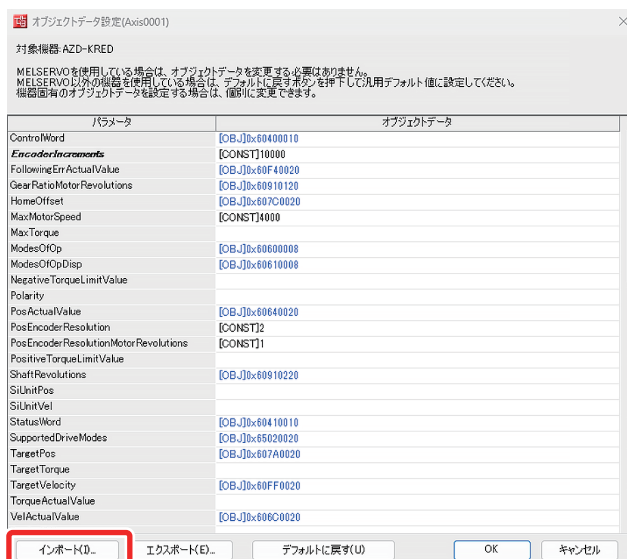 オブジェクトデータ設定(Axis0001)
対象機器:AZD-KRED
MELSERVOを使用している場合は、オブジェクトデータを変更する必要はありません。
MELSERVO以外の機器を使用している場合は、デフォルトに戻すボタンを押下して汎用デフォルト値に設定してください。
機器固有のオブジェクトデータを設定する場合は、個別に変更できます。
パラメータ オブジェクトデータ
ControlWord [OBJ]0x60400010
EncoderIncrements [CONST]10000
FollowingErrActualValue [OBJ]0x60F40020
GearRatioMotorRevolutions [OBJ]0x60910120
HomeOffset [OBJ]0x607C0020
MaxMotorSpeed [CONST]4000
MaxTorque
ModesOfOp [OBJ]0x60600008
ModesOfOpDisp [OBJ]0x60610008
NegativeTorqueLimitValue
Polarity
PosActualValue [OBJ]0x60640020
PosEncoderResolution [CONST]2
PosEncoderResolutionMotorRevolutions [CONST]1
PositiveTorqueLimitValue
ShaftRevolutions [OBJ]0x60910220
SiUnitPos
SiUnitVel
StatusWord [OBJ]0x60410010
SupportedDriveModes [OBJ]0x65020020
TargetPos [OBJ]0x607A0020
TargetTorque
TargetVelocity [OBJ]0x60FF0020
TorqueActualValue
VelActualValue [OBJ]0x606C0020
インポート(I)... エクスポート(E)... デフォルトに戻す(U) OK キャンセル